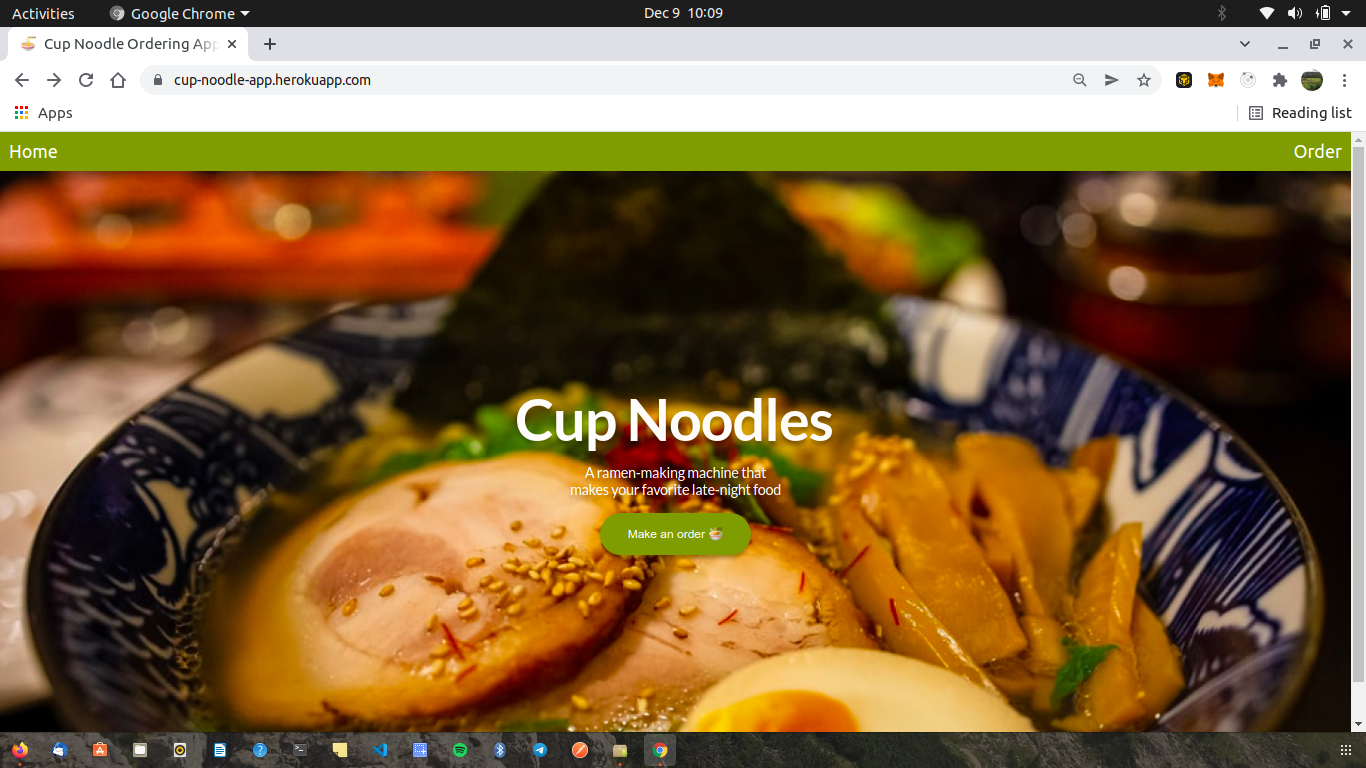 Activities
Google Chrome
Dec 9 10:09
Cup Noodle Ordering App
cup-noodle-app.herokuapp.com
Apps
Reading list
Home
Order
Cup Noodles
A ramen-making machine that
makes your favorite late-night food
Make an order 🍜